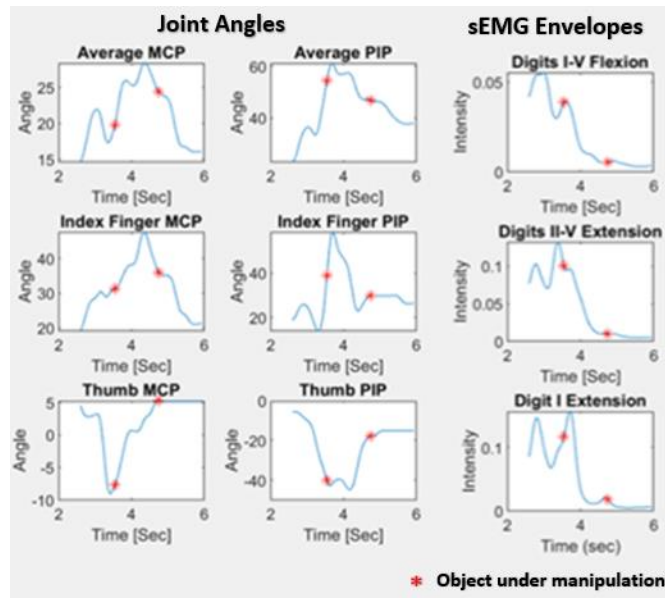 Joint Angles
sEMG Envelopes
Average MCP
25
20
15
Angle
2 4 6
Time [Sec]
Average PIP
60
40
Angle
2 4 6
Time [Sec]
Digits I-V Flexion
0.05
0
Intensity
2 4 6
Time [Sec]
Index Finger MCP
40
30
20
Angle
2 4 6
Time [Sec]
Index Finger PIP
40
20
Angle
2 4 6
Time [Sec]
Digits II-V Extension
0.1
0.05
0
Intensity
2 4 6
Time [Sec]
Thumb MCP
5
0
-5
-10
Angle
2 4 6
Time [Sec]
Thumb PIP
0
-20
-40
Angle
2 4 6
Time [Sec]
Digit I Extension
0.1
0
Intensity
2 4 6
Time (sec)
* Object under manipulation